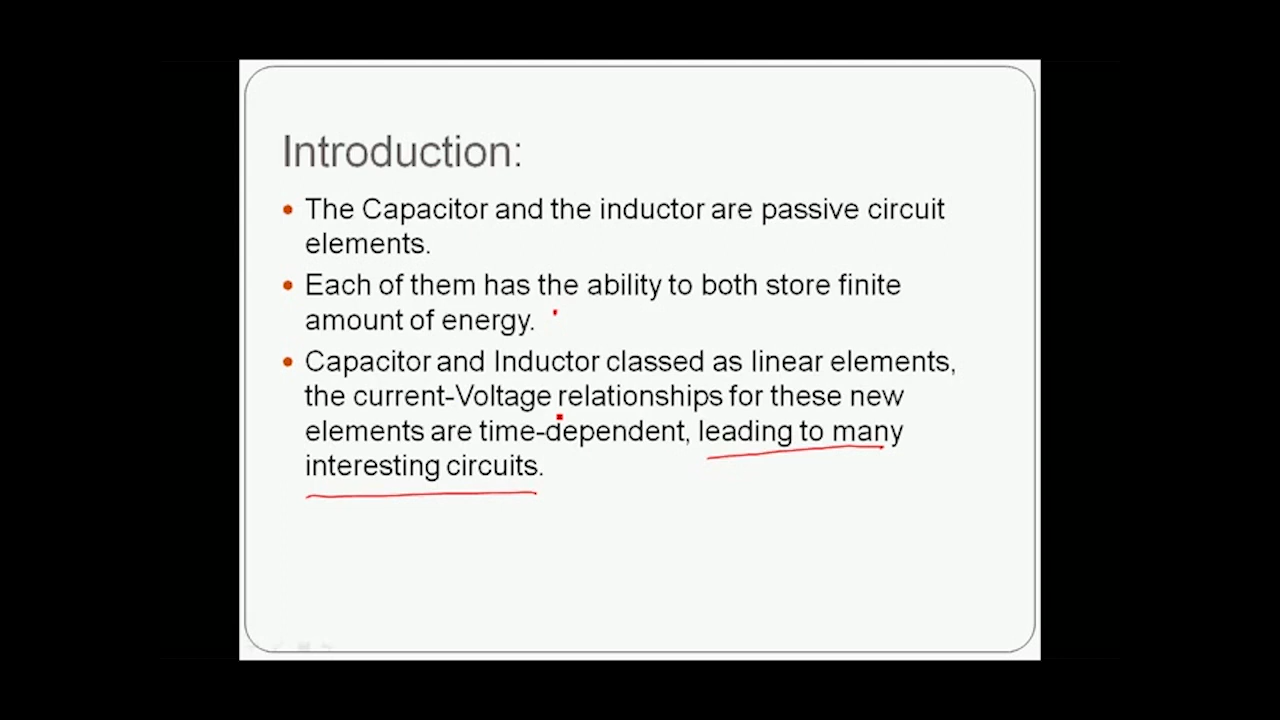 Introduction:
• The Capacitor and the inductor are passive circuit
elements.
• Each of them has the ability to both store finite
amount of energy.
• Capacitor and Inductor classed as linear elements,
the current-Voltage relationships for these new
elements are time-dependent, leading to many
interesting circuits.